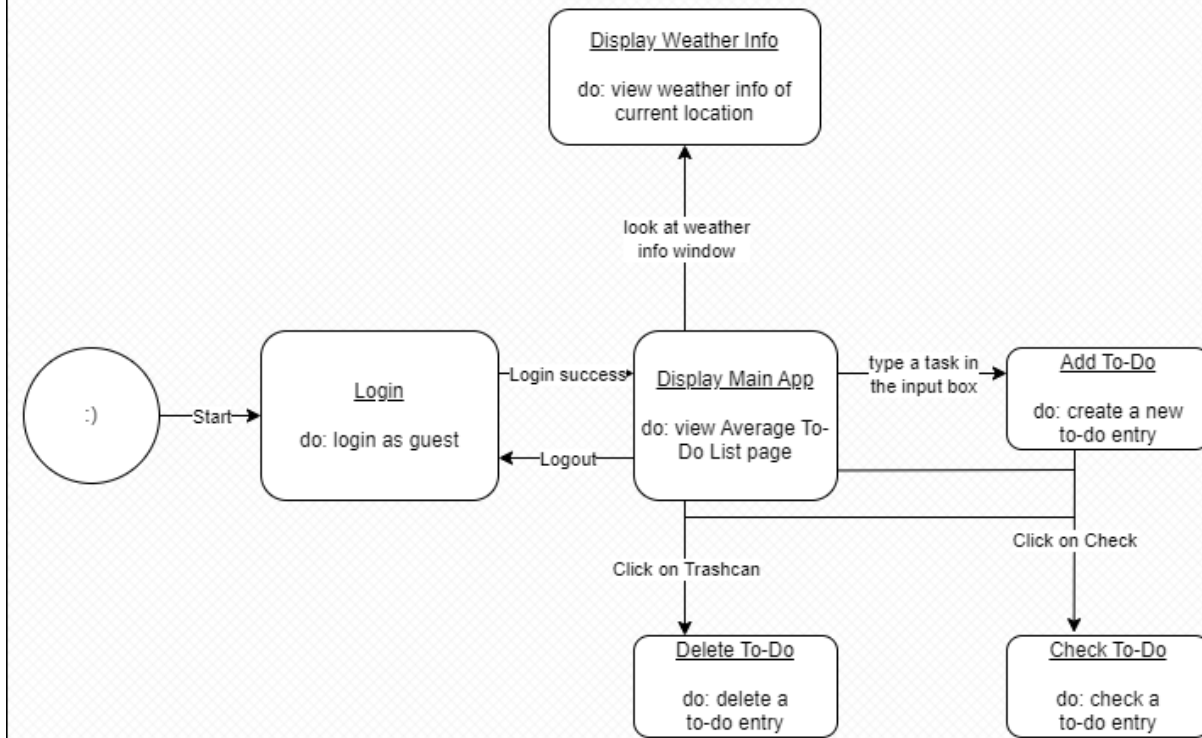 Display Weather Info
do: view weather info of
current location
look at weather
info window
:)
Start
Login
do: login as guest
Login success
Logout
Display Main App
do: view Average To-
Do List page
type a task in
the input box
Add To-Do
do: create a new
to-do entry
Click on Trashcan
Click on Check
Delete To-Do
do: delete a
to-do entry
Check To-Do
do: check a
to-do entry